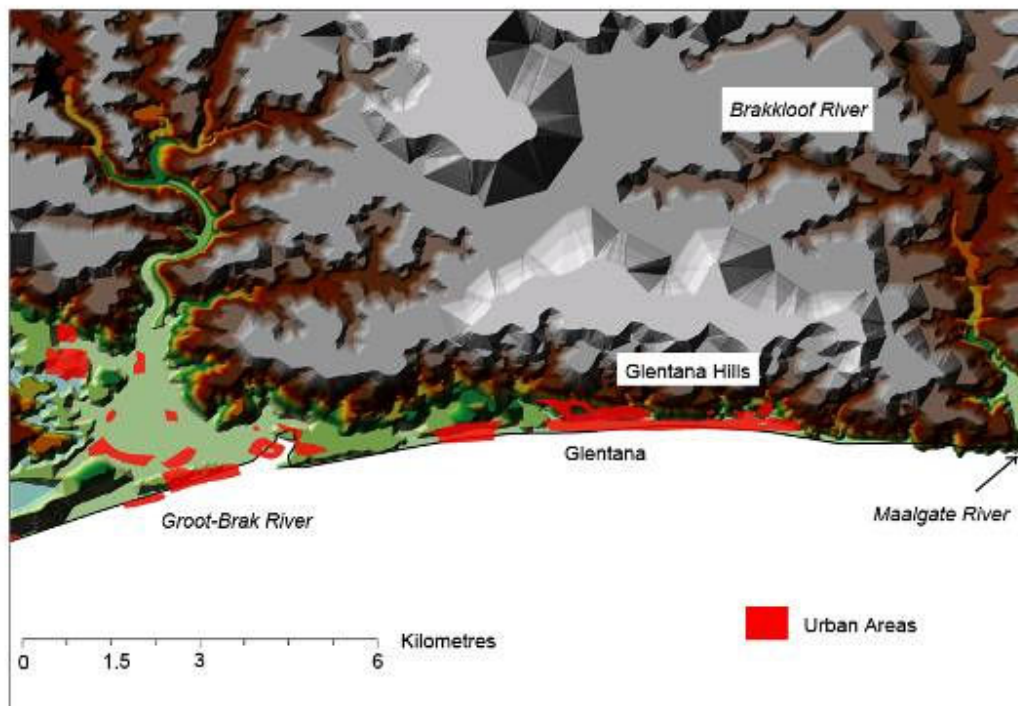 Brakkloof River
Glentana Hills
Glentana
Groot-Brak River
Maalgate River
Kilometres
0 1.5 3 6
Urban Areas